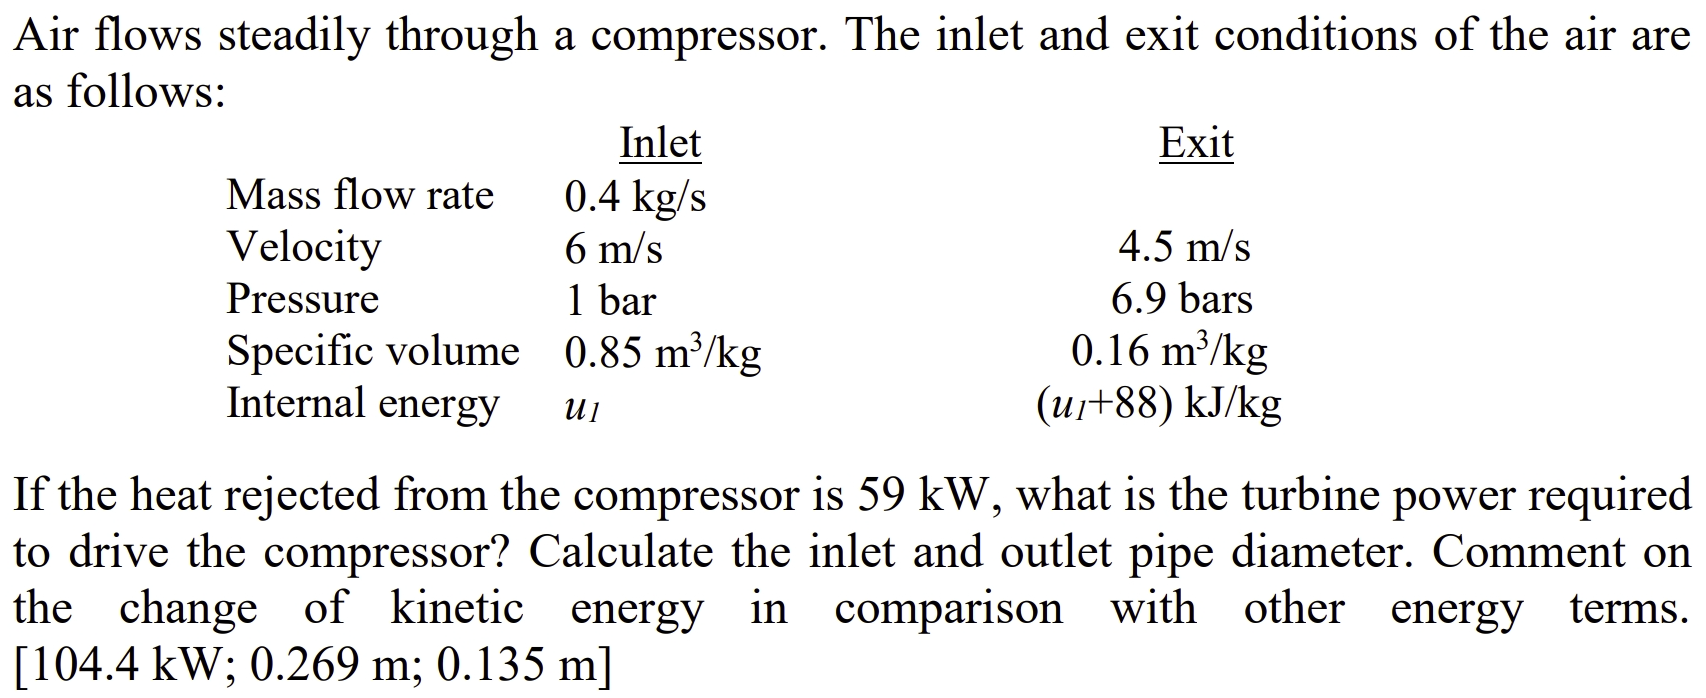 Air flows steadily through a compressor. The inlet and exit conditions of the air are
as follows:
Inlet Exit
Mass flow rate 0.4 kg/s
Velocity 6 m/s 4.5 m/s
Pressure 1 bar 6.9 bars
Specific volume 0.85 m³/kg 0.16 m³/kg
Internal energy u₁ (u₁+88) kJ/kg
If the heat rejected from the compressor is 59 kW, what is the turbine power required
to drive the compressor? Calculate the inlet and outlet pipe diameter. Comment on
the change of kinetic energy in comparison with other energy terms.
[104.4 kW; 0.269 m; 0.135 m]